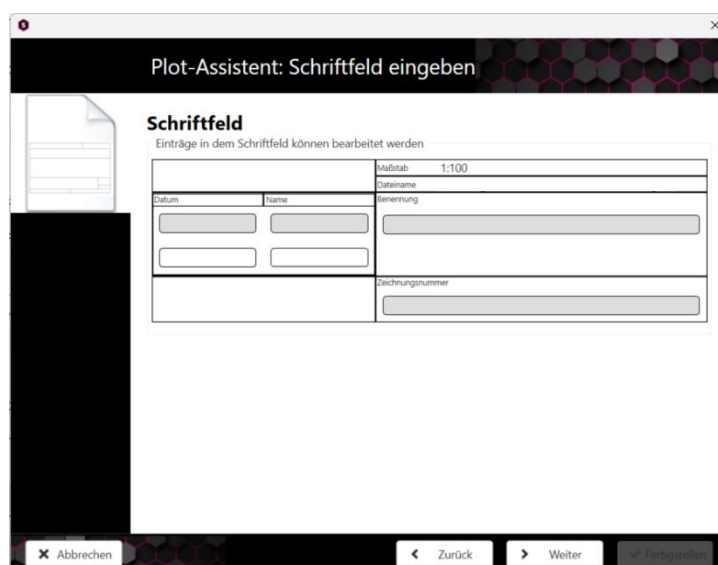 Plot-Assistent: Schriftfeld eingeben
Schriftfeld
Einträge in dem Schriftfeld können bearbeitet werden
Maßstab 1:100
Dateiname
Datum Name Benennung
Zeichnungsnummer
Abbrechen Zurück Weiter Fertigstellen